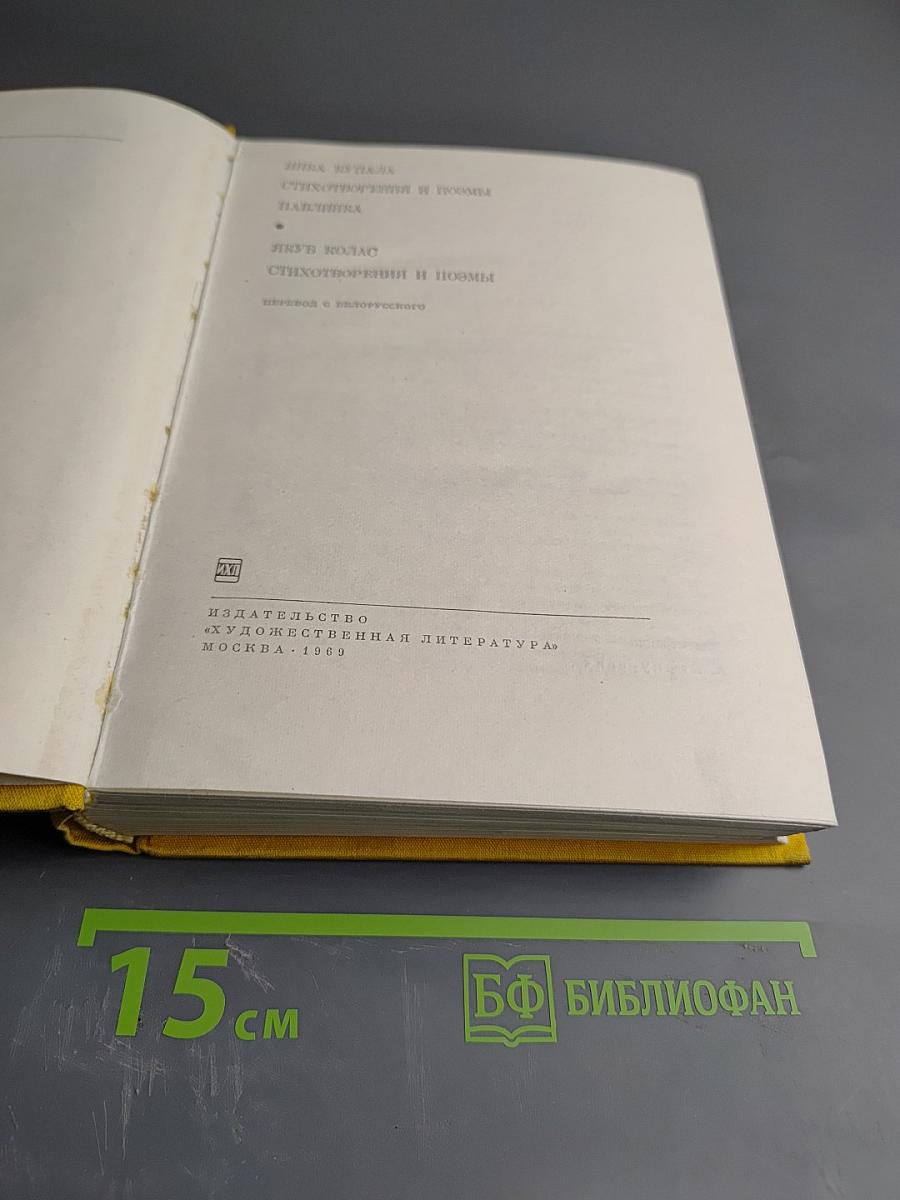 ЯНКА КУПАЛА
СТИХОТВОРЕНИЯ И ПОЭМЫ
ПАВЛИНКА
ЯКУБ КОЛАС
СТИХОТВОРЕНИЯ И ПОЭМЫ
ПЕРЕВОД С БЕЛОРУССКОГО
ИХЛ
ИЗДАТЕЛЬСТВО
«ХУДОЖЕСТВЕННАЯ ЛИТЕРАТУРА»
МОСКВА · 1969
15 см
БФ БИБЛИОФАН